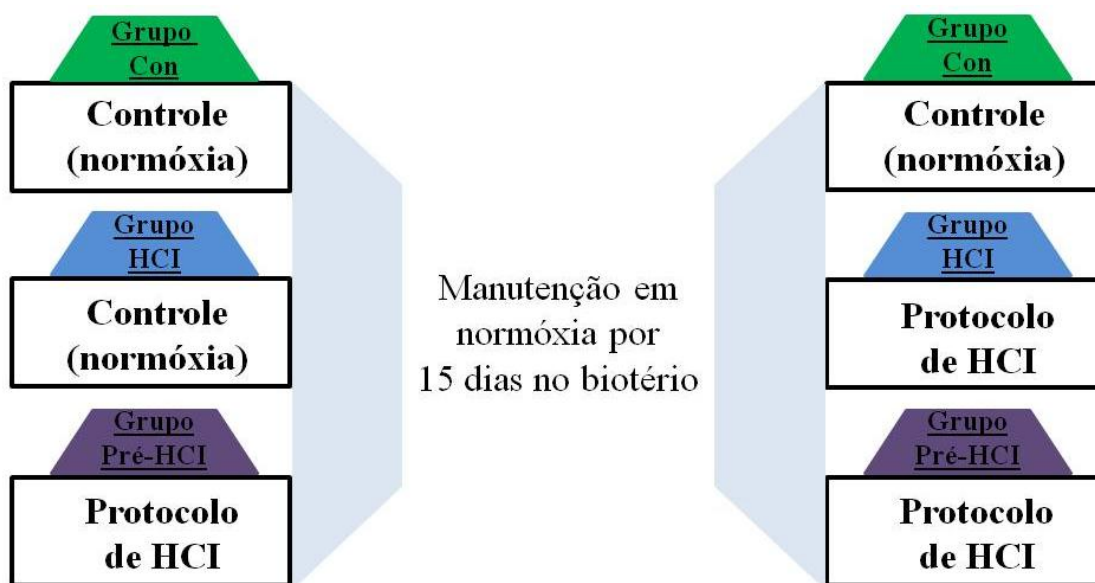 Grupo
Con
Controle
(normóxia)
Grupo
HCI
Controle
(normóxia)
Grupo
Pré-HCI
Protocolo
de HCI
Manutenção em
normóxia por
15 dias no biotério
Grupo
Con
Controle
(normóxia)
Grupo
HCI
Protocolo
de HCI
Grupo
Pré-HCI
Protocolo
de HCI